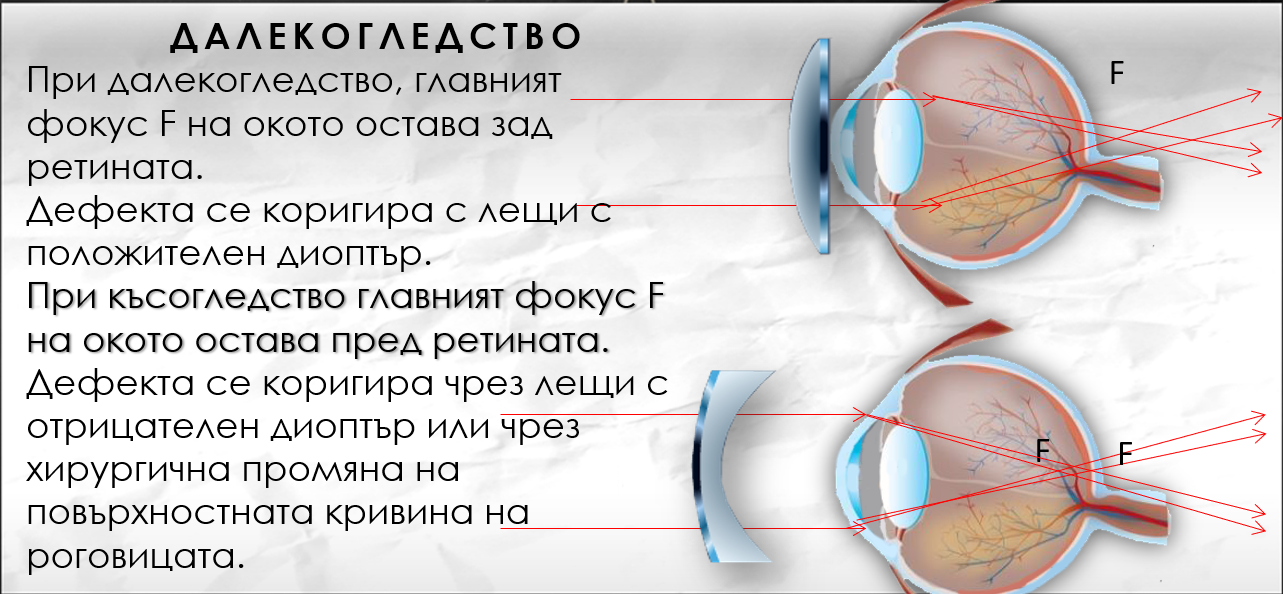 ДАЛЕКОГЛЕДСТВО
При далекогледство, главният
фокус F на окото остава зад
ретината.
Дефекта се коригира с лещи с
положителен диоптър.
При късогледство главният фокус F
на окото остава пред ретината.
Дефекта се коригира чрез лещи с
отрицателен диоптър или чрез
хирургична промяна на
повърхностната кривина на
роговицата.
F
F
F